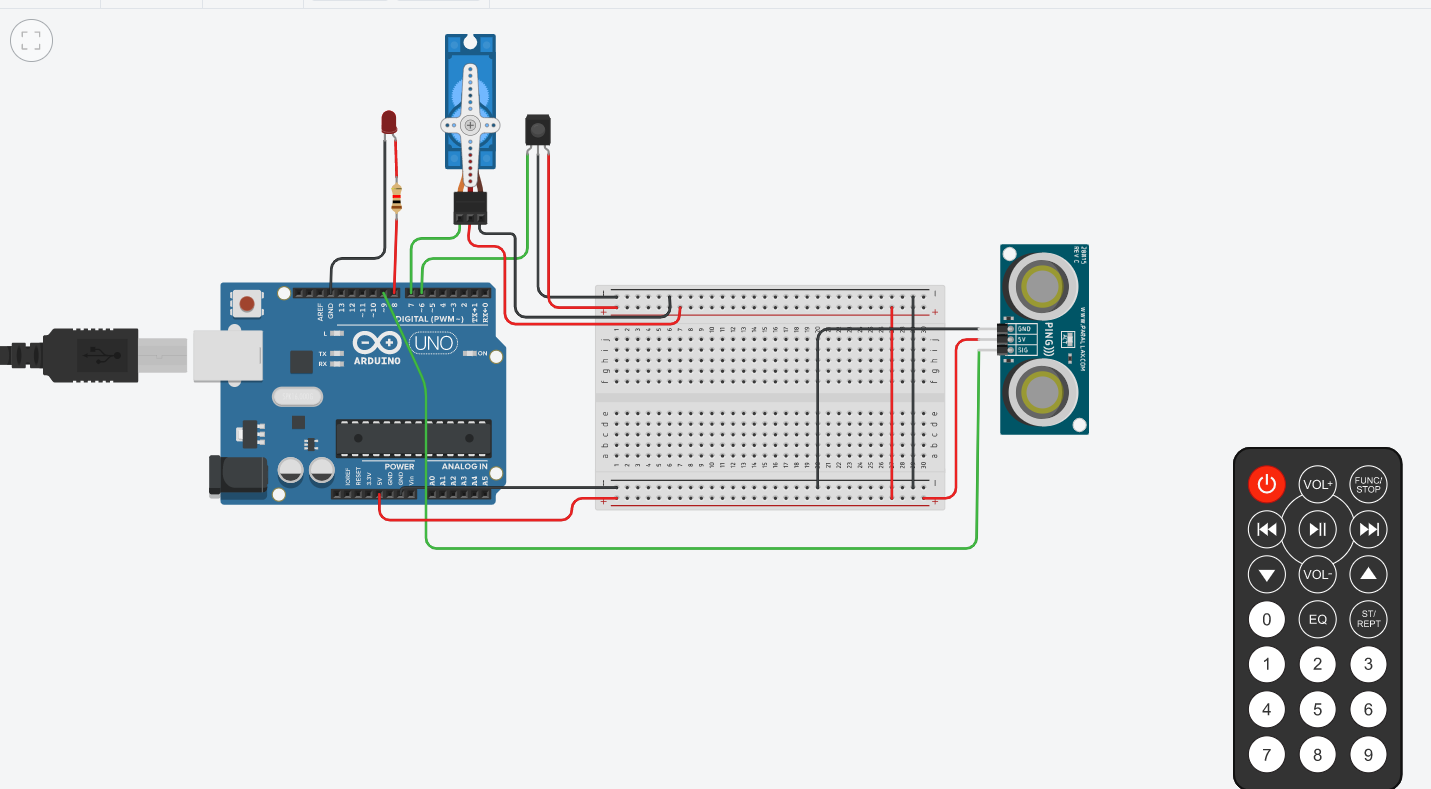 AREF
GND
13
12
~11
~10
~9
8
7
~6
~5
4
~3
2
TX→1
RX←0
DIGITAL (PWM ~)
L
TX
RX
ARDUINO
UNO
ON
POWER
ANALOG IN
IOREF
RESET
3.3V
5V
GND
GND
Vin
A0
A1
A2
A3
A4
A5
j
i
h
g
f
e
d
c
b
a
28015
REV C
WWW.PARALLAX.COM
PING)))
GND
5V
SIG
VOL+
FUNC/
STOP
VOL-
0
EQ
ST/
REPT
1
2
3
4
5
6
7
8
9